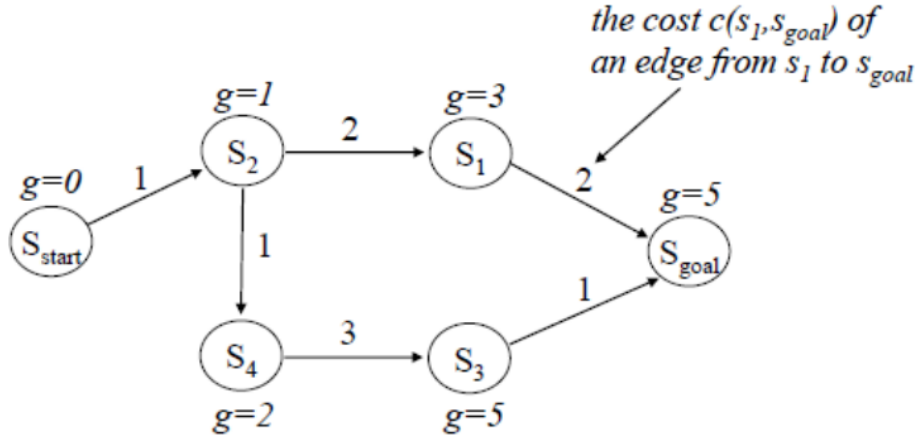 the cost c(s1,sgoal) of
an edge from s1 to sgoal
g=1
g=3
S2
2
S1
g=0
1
2
g=5
Sstart
1
Sgoal
1
S4
3
S3
g=2
g=5